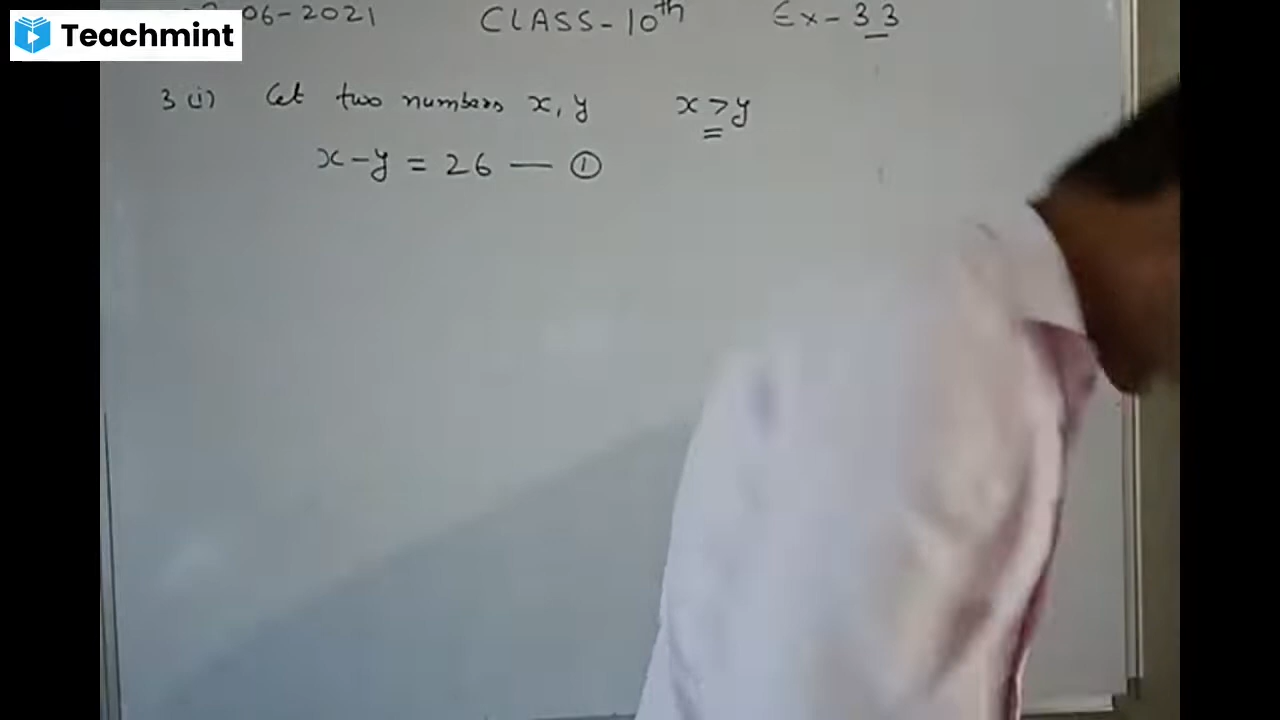 Teachmint
06-2021 CLASS-10th Ex-3.3
3(i) Let two numbers x, y x > y
x-y = 26 — ①